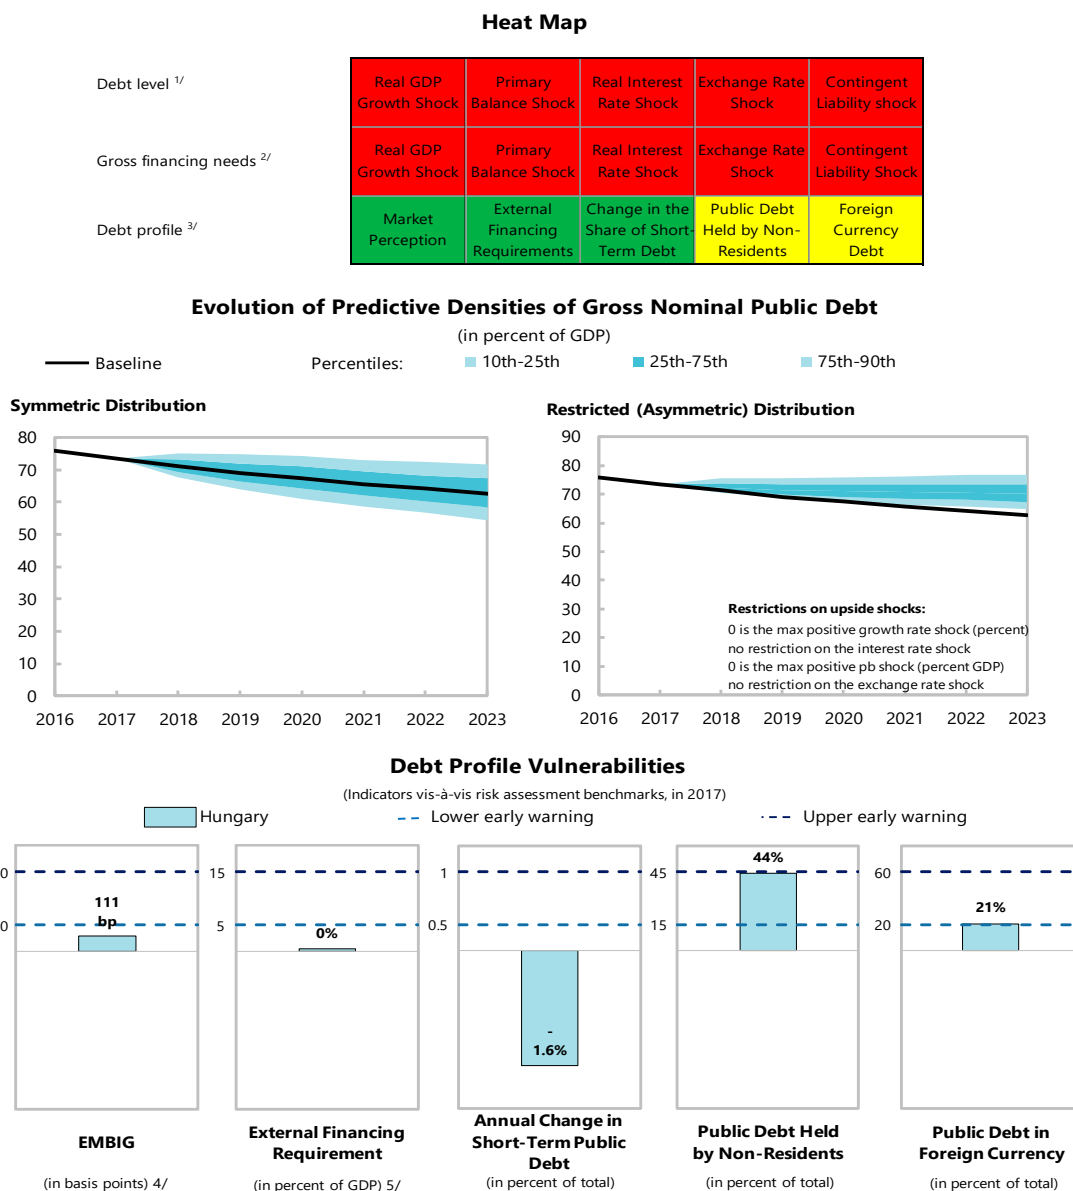 Heat Map
Debt level 1/
Real GDP Growth Shock
Primary Balance Shock
Real Interest Rate Shock
Exchange Rate Shock
Contingent Liability shock
Gross financing needs 2/
Real GDP Growth Shock
Primary Balance Shock
Real Interest Rate Shock
Exchange Rate Shock
Contingent Liability Shock
Debt profile 3/
Market Perception
External Financing Requirements
Change in the Share of Short-Term Debt
Public Debt Held by Non-Residents
Foreign Currency Debt
Evolution of Predictive Densities of Gross Nominal Public Debt
(in percent of GDP)
Baseline Percentiles: 10th-25th 25th-75th 75th-90th
Symmetric Distribution
80
70
60
50
40
30
20
10
0
2016 2017 2018 2019 2020 2021 2022 2023
Restricted (Asymmetric) Distribution
90
80
70
60
50
40
30
20
10
0
Restrictions on upside shocks:
0 is the max positive growth rate shock (percent)
no restriction on the interest rate shock
0 is the max positive pb shock (percent GDP)
no restriction on the exchange rate shock
2016 2017 2018 2019 2020 2021 2022 2023
Debt Profile Vulnerabilities
(Indicators vis-à-vis risk assessment benchmarks, in 2017)
Hungary Lower early warning Upper early warning
0
0
111
bp
EMBIG
(in basis points) 4/
15
5
0%
External Financing
Requirement
(in percent of GDP) 5/
1
0.5
-
1.6%
Annual Change in
Short-Term Public
Debt
(in percent of total)
45
15
44%
Public Debt Held
by Non-Residents
(in percent of total)
60
20
21%
Public Debt in
Foreign Currency
(in percent of total)